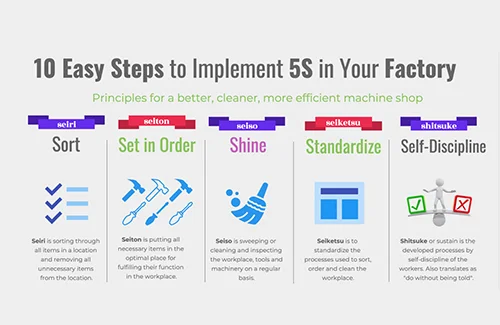 10 Easy Steps to Implement 5S in Your Factory
Principles for a better, cleaner, more efficient machine shop
seiri
Sort
Seiri is sorting through
all items in a location
and removing all
unnecessary items
from the location.
seiton
Set in Order
Seiton is putting all
necessary items in the
optimal place for
fulfilling their function
in the workplace.
seiso
Shine
Seiso is sweeping or
cleaning and inspecting
the workplace, tools
and machinery on a regular
basis.
seiketsu
Standardize
Seiketsu is to
standardize the
processes used to sort,
order and clean the
workplace.
shitsuke
Self-Discipline
Shitsuke or sustain is the
developed processes by
self-discipline of the
workers. Also translates as
"do without being told".